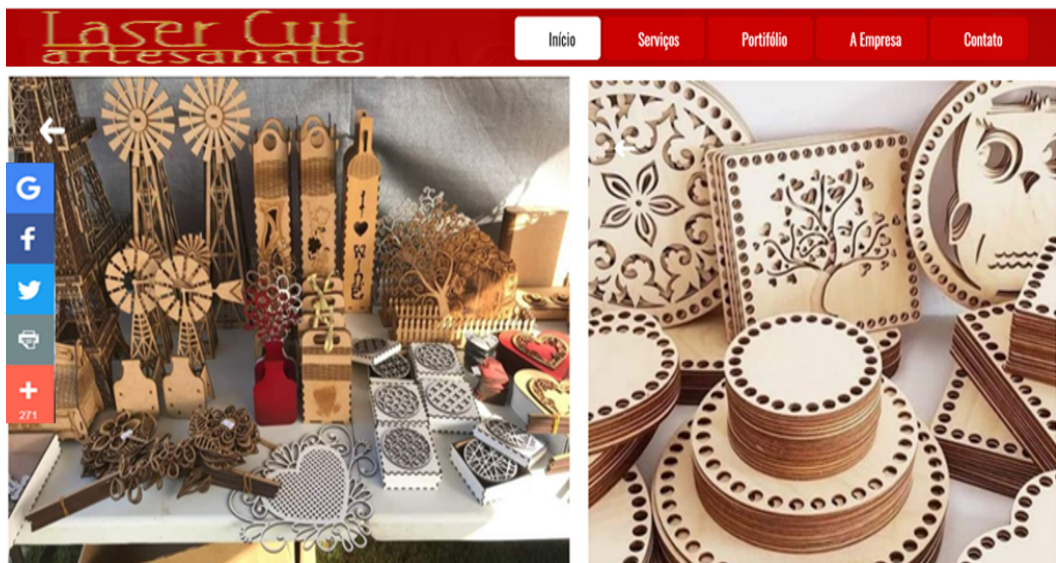 Laser Cut
artesanato
Início
Serviços
Portifólio
A Empresa
Contato
G
f
+
271
I
WINE